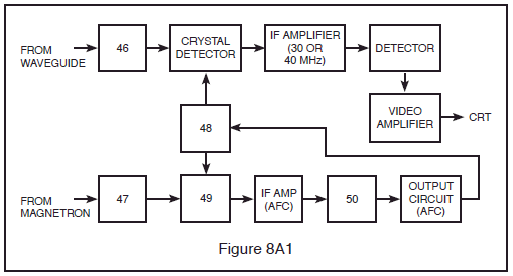 FROM
WAVEGUIDE
46
CRYSTAL
DETECTOR
IF AMPLIFIER
(30 OR
40 MHz)
DETECTOR
VIDEO
AMPLIFIER
CRT
48
FROM
MAGNETRON
47
49
IF AMP
(AFC)
50
OUTPUT
CIRCUIT
(AFC)
Figure 8A1